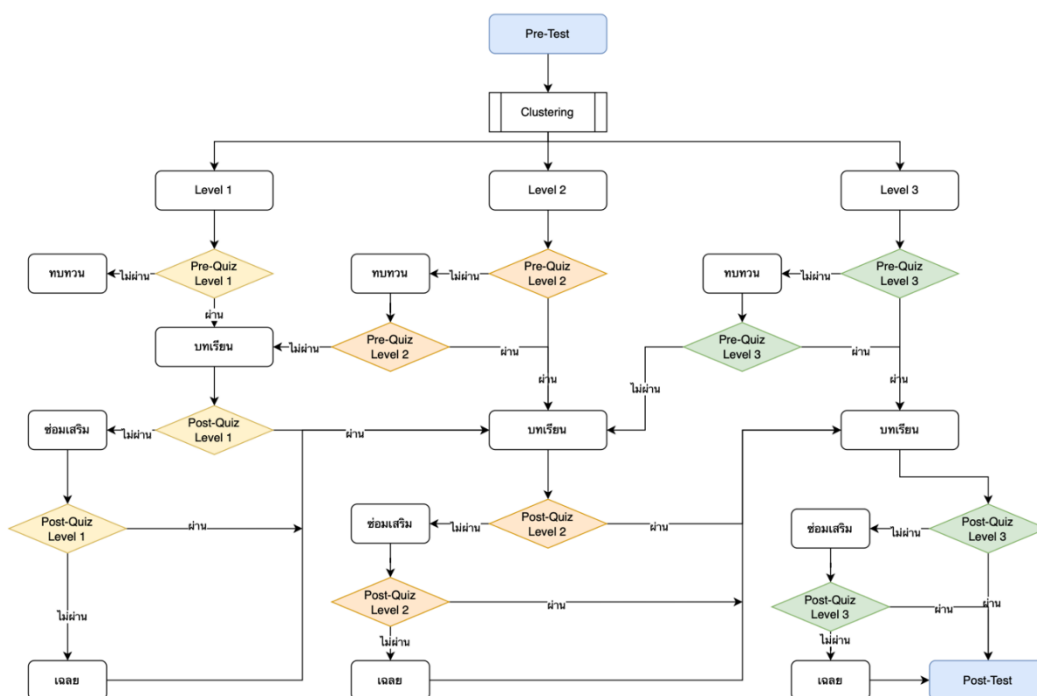 Pre-Test
Clustering
Level 1
Level 2
Level 3
ทบทวน
ไม่ผ่าน
Pre-Quiz
Level 1
ทบทวน
ไม่ผ่าน
Pre-Quiz
Level 2
ทบทวน
ไม่ผ่าน
Pre-Quiz
Level 3
ผ่าน
บทเรียน
ไม่ผ่าน
Pre-Quiz
Level 2
ผ่าน
ผ่าน
Pre-Quiz
Level 3
ผ่าน
ผ่าน
ไม่ผ่าน
ซ่อมเสริม
ไม่ผ่าน
Post-Quiz
Level 1
ผ่าน
บทเรียน
บทเรียน
Post-Quiz
Level 1
ผ่าน
ซ่อมเสริม
ไม่ผ่าน
Post-Quiz
Level 2
ผ่าน
ซ่อมเสริม
ไม่ผ่าน
Post-Quiz
Level 3
ไม่ผ่าน
Post-Quiz
Level 2
ผ่าน
Post-Quiz
Level 3
ผ่าน
ผ่าน
ไม่ผ่าน
ไม่ผ่าน
เฉลย
เฉลย
เฉลย
Post-Test